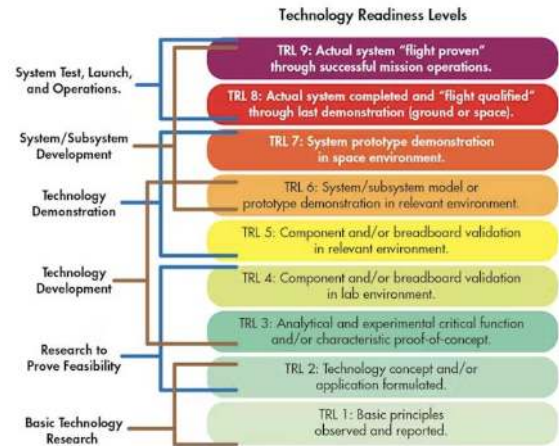 Technology Readiness Levels
System Test, Launch,
and Operations.
System/Subsystem
Development
Technology
Demonstration
Technology
Development
Research to
Prove Feasibility
Basic Technology
Research
TRL 9: Actual system “flight proven”
through successful mission operations.
TRL 8: Actual system completed and “flight qualified”
through last demonstration (ground or space).
TRL 7: System prototype demonstration
in space environment.
TRL 6: System/subsystem model or
prototype demonstration in relevant environment.
TRL 5: Component and/or breadboard validation
in relevant environment.
TRL 4: Component and/or breadboard validation
in lab environment.
TRL 3: Analytical and experimental critical function
and/or characteristic proof-of-concept.
TRL 2: Technology concept and/or
application formulated.
TRL 1: Basic principles
observed and reported.